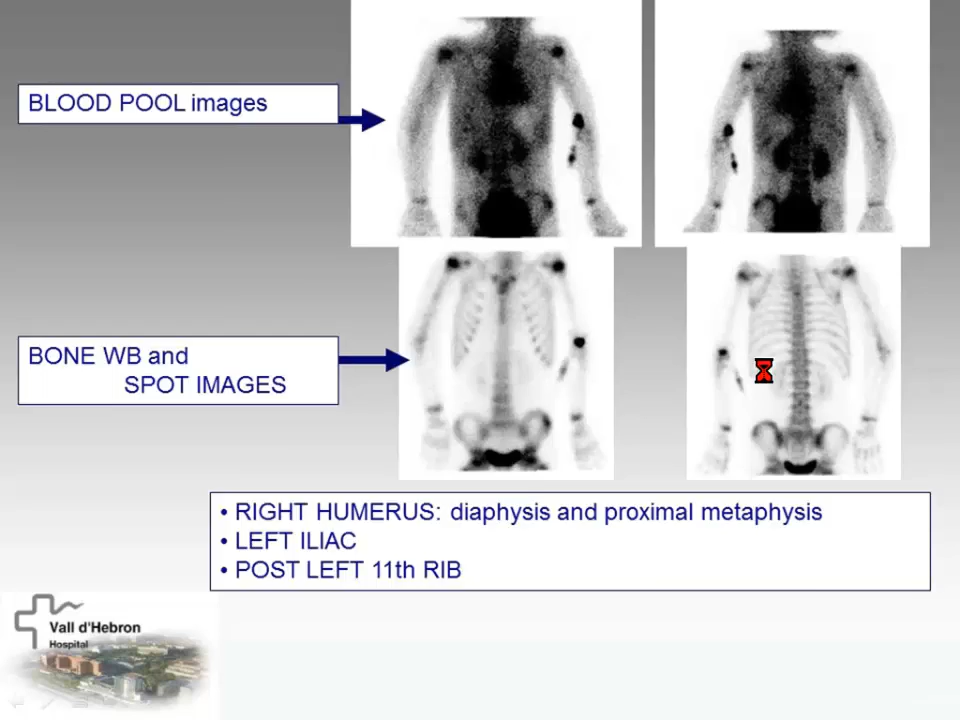 BLOOD POOL images
BONE WB and
SPOT IMAGES
• RIGHT HUMERUS: diaphysis and proximal metaphysis
• LEFT ILIAC
• POST LEFT 11th RIB
Vall d'Hebron
Hospital